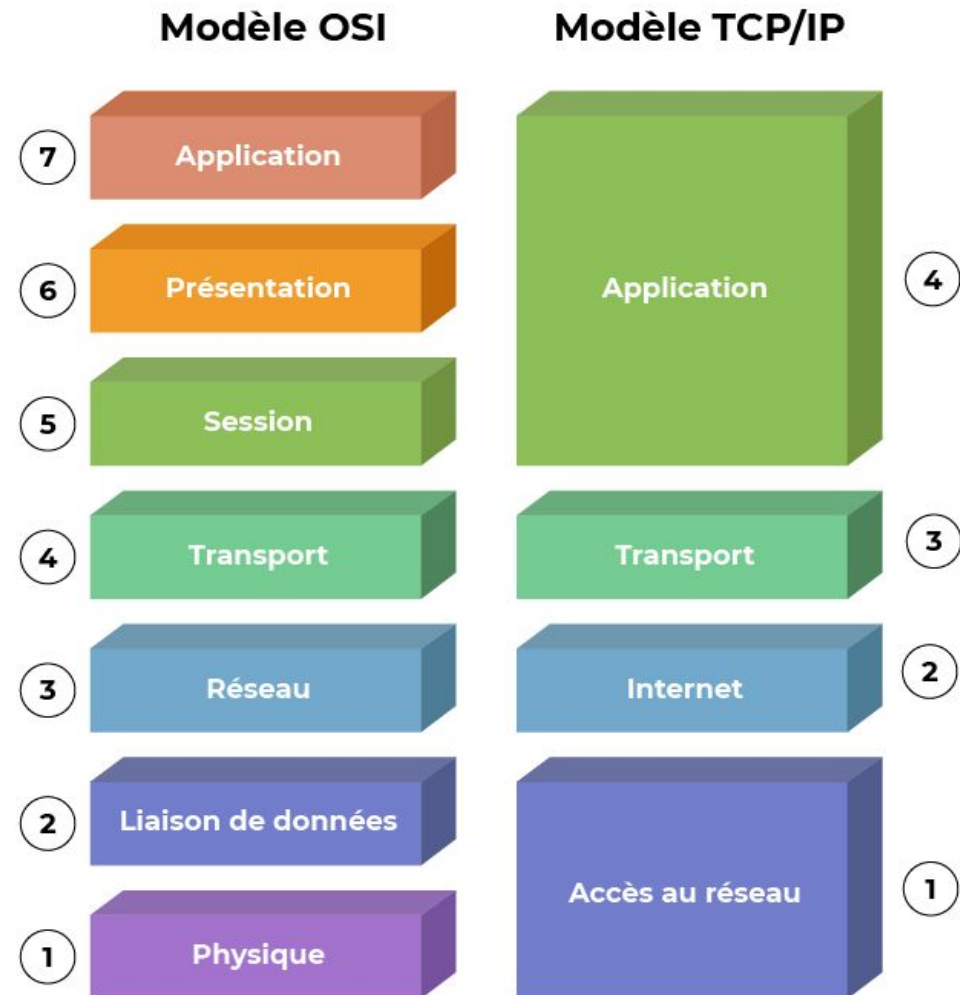 Modèle OSI
Modèle TCP/IP
7
Application
6
Présentation
5
Session
4
Transport
3
Réseau
2
Liaison de données
1
Physique
Application
4
Transport
3
Internet
2
Accès au réseau
1